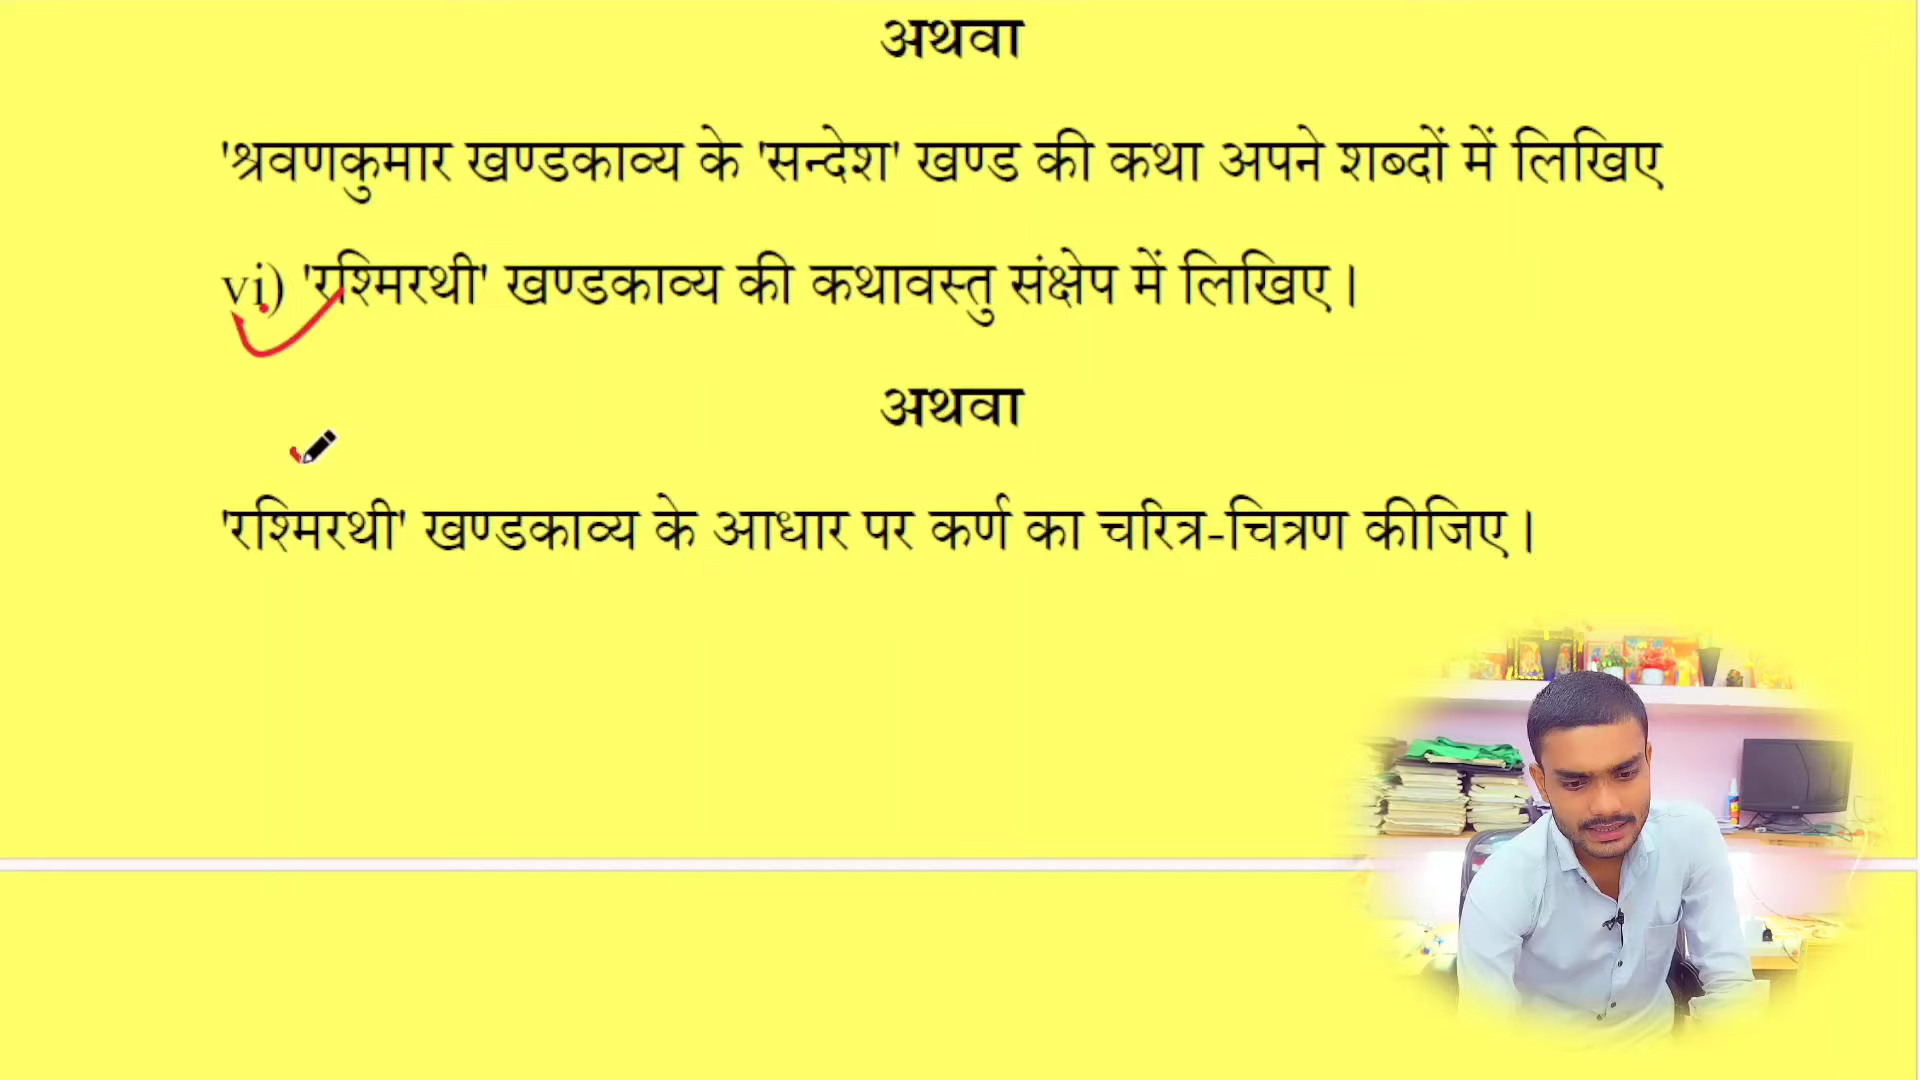 अथवा
'श्रवणकुमार खण्डकाव्य के 'सन्देश' खण्ड की कथा अपने शब्दों में लिखिए
vi) 'रश्मिरथी' खण्डकाव्य की कथावस्तु संक्षेप में लिखिए।
अथवा
'रश्मिरथी' खण्डकाव्य के आधार पर कर्ण का चरित्र-चित्रण कीजिए।